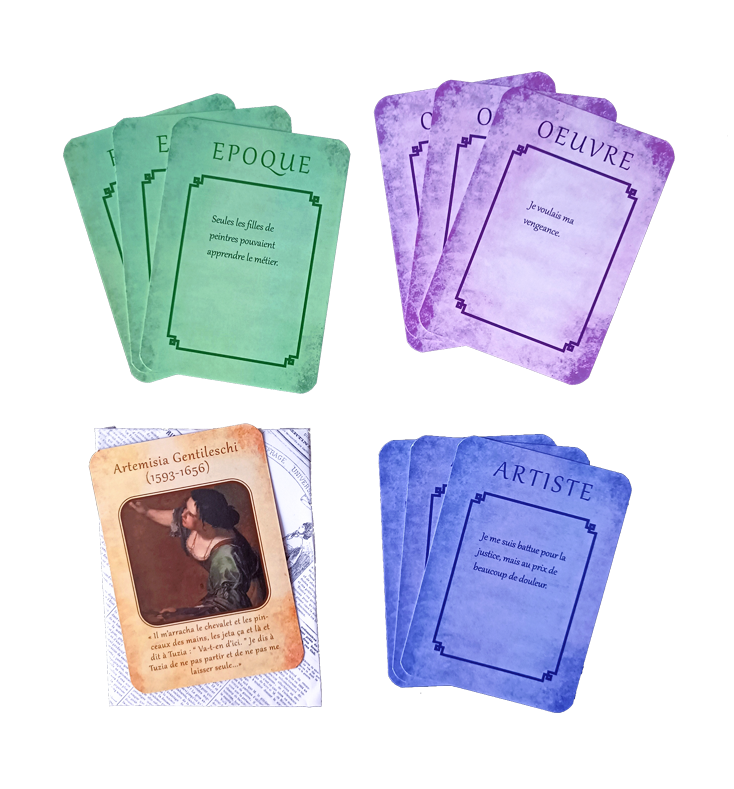 E
E
EPOQUE
Seules les filles de
peintres pouvaient
apprendre le métier.
O
O
OEUVRE
Je voulais ma
vengeance.
Artemisia Gentileschi
(1593-1656)
« Il m'arracha le chevalet et les pin-
ceaux des mains, les jeta ça et là et
dit à Tuzia : " Va-t-en d'ici. " Je dis à
Tuzia de ne pas partir et de ne pas me
laisser seule...»
ARTISTE
Je me suis battue pour la
justice, mais au prix de
beaucoup de douleur.